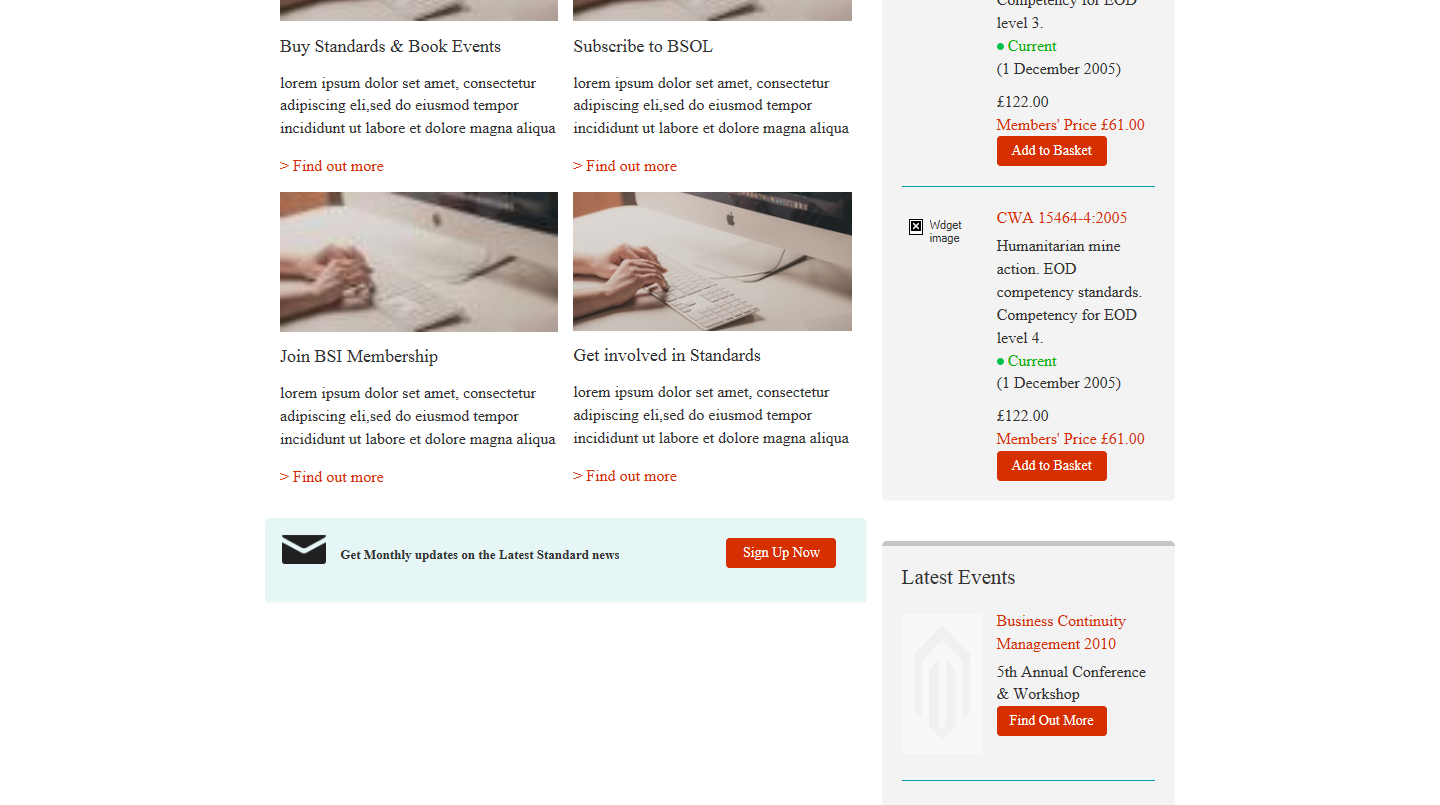 Buy Standards & Book Events
lorem ipsum dolor set amet, consectetur
adipiscing eli,sed do eiusmod tempor
incididunt ut labore et dolore magna aliqua
> Find out more
Subscribe to BSOL
lorem ipsum dolor set amet, consectetur
adipiscing eli,sed do eiusmod tempor
incididunt ut labore et dolore magna aliqua
> Find out more
Join BSI Membership
lorem ipsum dolor set amet, consectetur
adipiscing eli,sed do eiusmod tempor
incididunt ut labore et dolore magna aliqua
> Find out more
Get involved in Standards
lorem ipsum dolor set amet, consectetur
adipiscing eli,sed do eiusmod tempor
incididunt ut labore et dolore magna aliqua
> Find out more
Get Monthly updates on the Latest Standard news
Sign Up Now
Competency for EOD
level 3.
Current
(1 December 2005)
£122.00
Members' Price £61.00
Add to Basket
Wdget
image
CWA 15464-4:2005
Humanitarian mine
action. EOD
competency standards.
Competency for EOD
level 4.
Current
(1 December 2005)
£122.00
Members' Price £61.00
Add to Basket
Latest Events
Business Continuity
Management 2010
5th Annual Conference
& Workshop
Find Out More